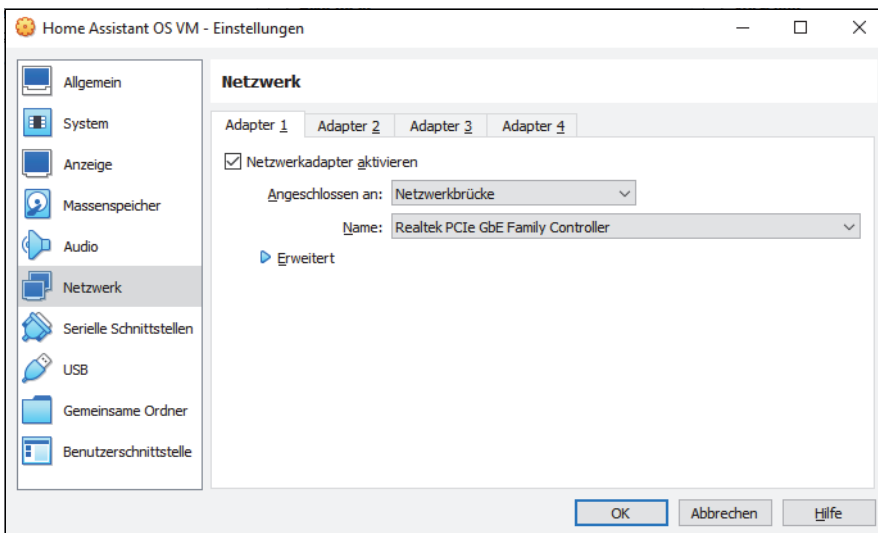 Home Assistant OS VM - Einstellungen
Allgemein
System
Anzeige
Massenspeicher
Audio
Netzwerk
Serielle Schnittstellen
USB
Gemeinsame Ordner
Benutzerschnittstelle
Netzwerk
Adapter 1 Adapter 2 Adapter 3 Adapter 4
Netzwerkadapter aktivieren
Angeschlossen an: Netzwerkbrücke
Name: Realtek PCIe GbE Family Controller
Erweitert
OK Abbrechen Hilfe